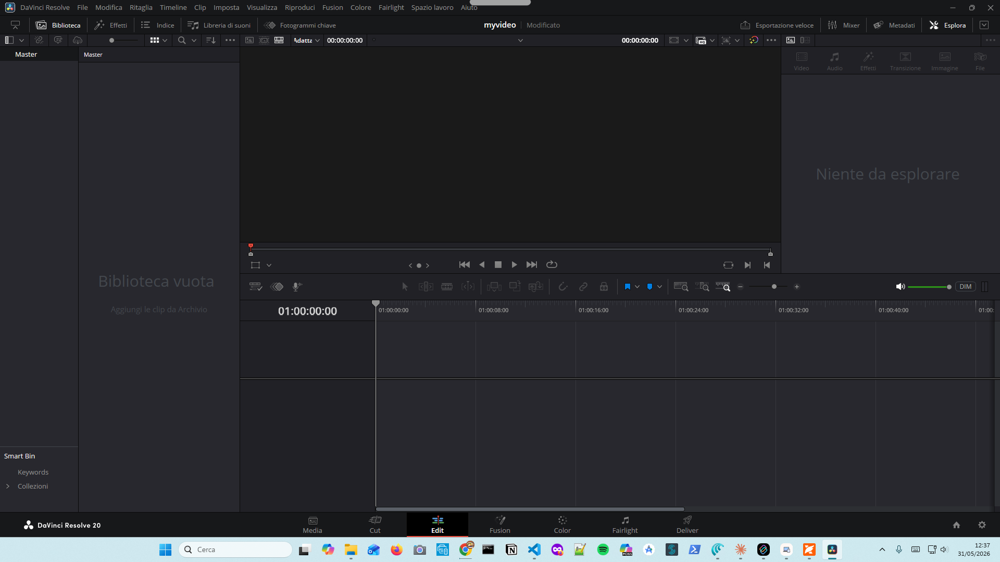 DaVinci Resolve File Modifica Ritaglia Timeline Clip Imposta Visualizza Riproduci Fusion Colore Fairlight Spazio lavoro Aiuto
Biblioteca Effetti Indice Libreria di suoni Fotogrammi chiave myvideo Modificato Esportazione veloce Mixer Metadati Esplora
Adatta 00:00:00:00 00:00:00:00
Master Master
Video Audio Effetti Transizione Immagine File
Niente da esplorare
Biblioteca vuota
Aggiungi le clip da Archivio
DIM
01:00:00:00 01:00:00:00 01:00:08:00 01:00:16:00 01:00:24:00 01:00:32:00 01:00:40:00 01:00:
Smart Bin
Keywords
Collezioni
DaVinci Resolve 20
Media Cut Edit Fusion Color Fairlight Deliver
Cerca
M365
12:37
31/05/2026